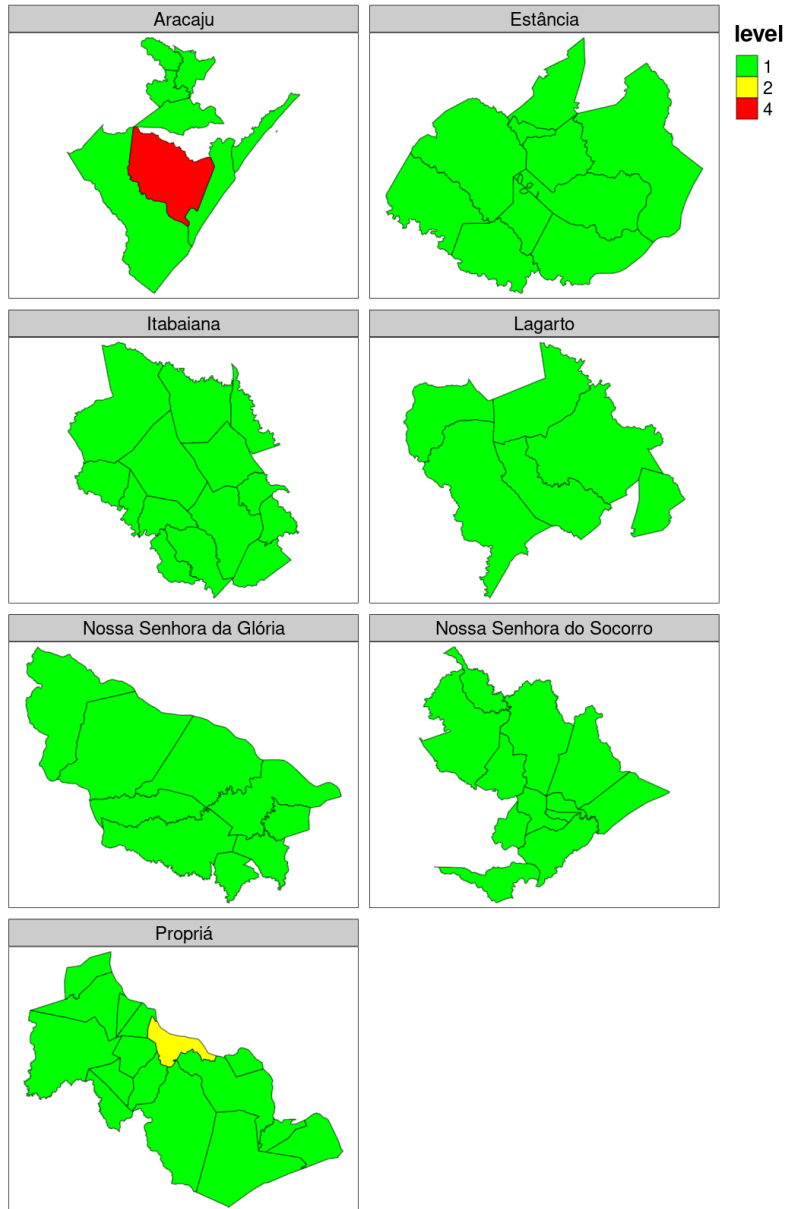 Aracaju
Estância
level
1
2
4
Itabaiana
Lagarto
Nossa Senhora da Glória
Nossa Senhora do Socorro
Propriá